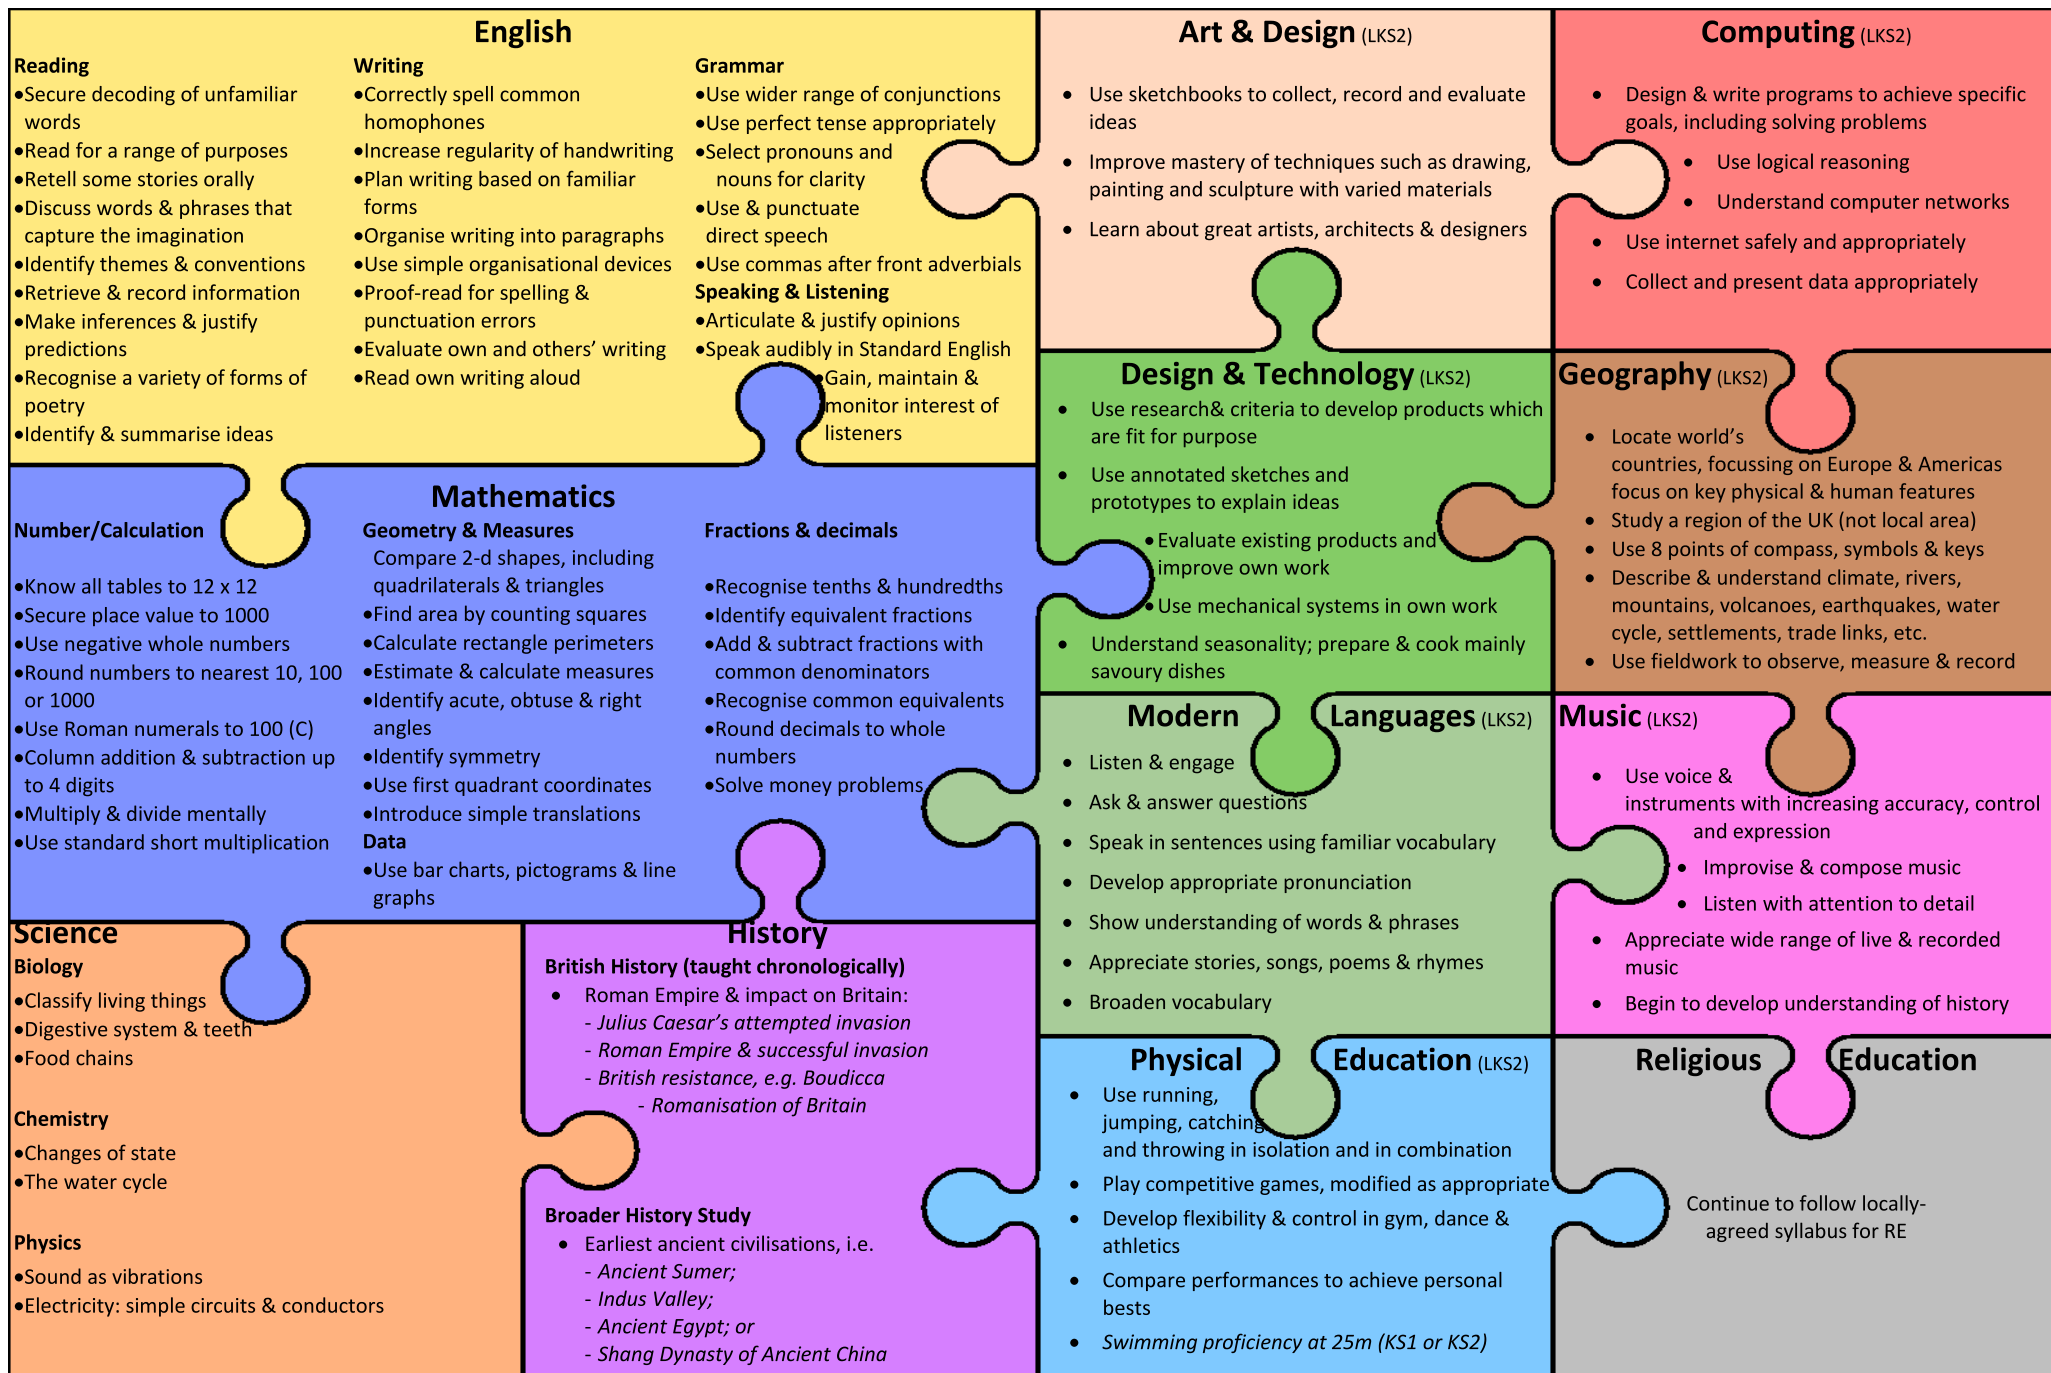 English
Reading
•Secure decoding of unfamiliar
words
•Read for a range of purposes
•Retell some stories orally
•Discuss words & phrases that
capture the imagination
•Identify themes & conventions
•Retrieve & record information
•Make inferences & justify
predictions
•Recognise a variety of forms of
poetry
•Identify & summarise ideas
Writing
•Correctly spell common
homophones
•Increase regularity of handwriting
•Plan writing based on familiar
forms
•Organise writing into paragraphs
•Use simple organisational devices
•Proof-read for spelling &
punctuation errors
•Evaluate own and others’ writing
•Read own writing aloud
Grammar
•Use wider range of conjunctions
•Use perfect tense appropriately
•Select pronouns and
nouns for clarity
•Use & punctuate
direct speech
•Use commas after front adverbials
Speaking & Listening
•Articulate & justify opinions
•Speak audibly in Standard English
•Gain, maintain &
monitor interest of
listeners
Art & Design (LKS2)
• Use sketchbooks to collect, record and evaluate
ideas
• Improve mastery of techniques such as drawing,
painting and sculpture with varied materials
• Learn about great artists, architects & designers
Computing (LKS2)
• Design & write programs to achieve specific
goals, including solving problems
• Use logical reasoning
• Understand computer networks
• Use internet safely and appropriately
• Collect and present data appropriately
Design & Technology (LKS2)
• Use research& criteria to develop products which
are fit for purpose
• Use annotated sketches and
prototypes to explain ideas
•Evaluate existing products and
improve own work
•Use mechanical systems in own work
• Understand seasonality; prepare & cook mainly
savoury dishes
Geography (LKS2)
• Locate world’s
countries, focussing on Europe & Americas
focus on key physical & human features
• Study a region of the UK (not local area)
• Use 8 points of compass, symbols & keys
• Describe & understand climate, rivers,
mountains, volcanoes, earthquakes, water
cycle, settlements, trade links, etc.
• Use fieldwork to observe, measure & record
Mathematics
Number/Calculation
•Know all tables to 12 x 12
•Secure place value to 1000
•Use negative whole numbers
•Round numbers to nearest 10, 100
or 1000
•Use Roman numerals to 100 (C)
•Column addition & subtraction up
to 4 digits
•Multiply & divide mentally
•Use standard short multiplication
Geometry & Measures
Compare 2-d shapes, including
quadrilaterals & triangles
•Find area by counting squares
•Calculate rectangle perimeters
•Estimate & calculate measures
•Identify acute, obtuse & right
angles
•Identify symmetry
•Use first quadrant coordinates
•Introduce simple translations
Data
•Use bar charts, pictograms & line
graphs
Fractions & decimals
•Recognise tenths & hundredths
•Identify equivalent fractions
•Add & subtract fractions with
common denominators
•Recognise common equivalents
•Round decimals to whole
numbers
•Solve money problems
Modern Languages (LKS2)
• Listen & engage
• Ask & answer questions
• Speak in sentences using familiar vocabulary
• Develop appropriate pronunciation
• Show understanding of words & phrases
• Appreciate stories, songs, poems & rhymes
• Broaden vocabulary
Music (LKS2)
• Use voice &
instruments with increasing accuracy, control
and expression
• Improvise & compose music
• Listen with attention to detail
• Appreciate wide range of live & recorded
music
• Begin to develop understanding of history
Science
Biology
•Classify living things
•Digestive system & teeth
•Food chains
Chemistry
•Changes of state
•The water cycle
Physics
•Sound as vibrations
•Electricity: simple circuits & conductors
History
British History (taught chronologically)
• Roman Empire & impact on Britain:
- Julius Caesar’s attempted invasion
- Roman Empire & successful invasion
- British resistance, e.g. Boudicca
- Romanisation of Britain
Broader History Study
• Earliest ancient civilisations, i.e.
- Ancient Sumer;
- Indus Valley;
- Ancient Egypt; or
- Shang Dynasty of Ancient China
Physical Education (LKS2)
• Use running,
jumping, catching
and throwing in isolation and in combination
• Play competitive games, modified as appropriate
• Develop flexibility & control in gym, dance &
athletics
• Compare performances to achieve personal
bests
• Swimming proficiency at 25m (KS1 or KS2)
Religious Education
Continue to follow locally-
agreed syllabus for RE